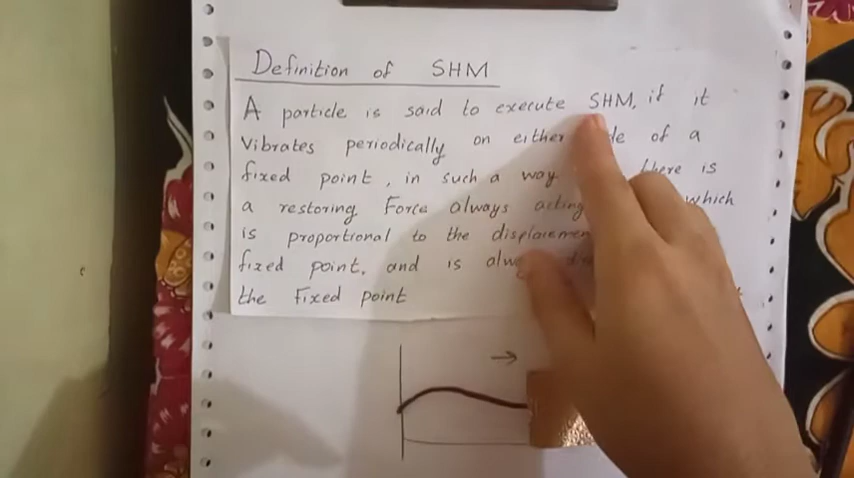 Definition of SHM
A particle is said to execute SHM, if it
Vibrates periodically on either de of a
fixed point, in such a way there is
a restoring Force always acting which
is proportional to the displacemen
fixed point, and is alw
the Fixed point